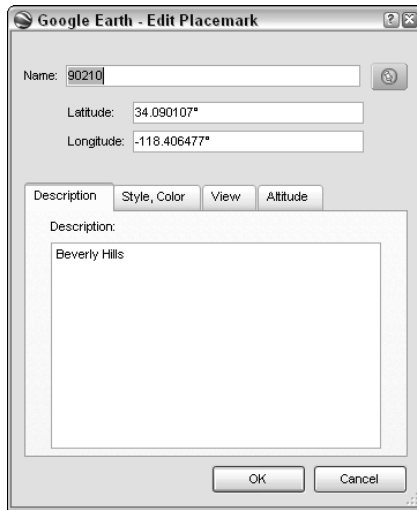 Google Earth - Edit Placemark
Name: 90210
Latitude: 34.090107°
Longitude: -118.406477°
Description Style, Color View Altitude
Description:
Beverly Hills
OK Cancel